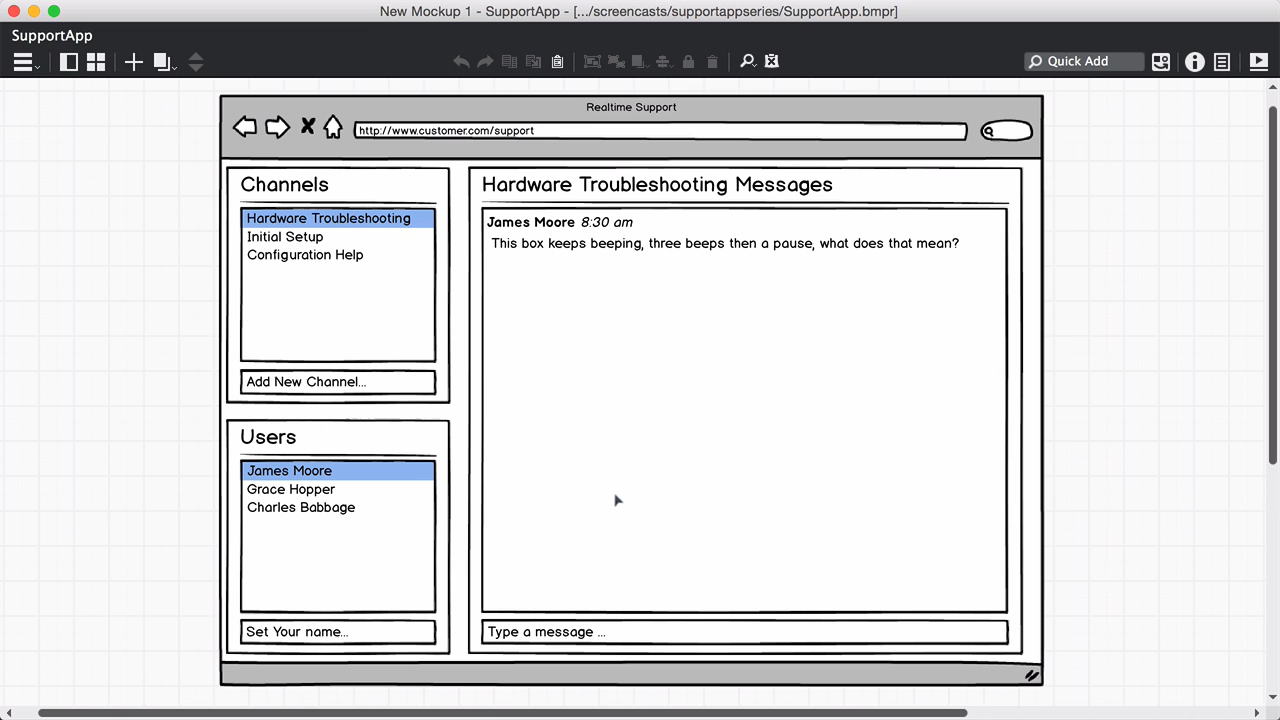 New Mockup 1 - SupportApp - [.../screencasts/supportappseries/SupportApp.bmpr]
SupportApp
Quick Add
Realtime Support
http://www.customer.com/support
Channels
Hardware Troubleshooting
Initial Setup
Configuration Help
Add New Channel...
Users
James Moore
Grace Hopper
Charles Babbage
Set Your name...
Hardware Troubleshooting Messages
James Moore 8:30 am
This box keeps beeping, three beeps then a pause, what does that mean?
Type a message ...